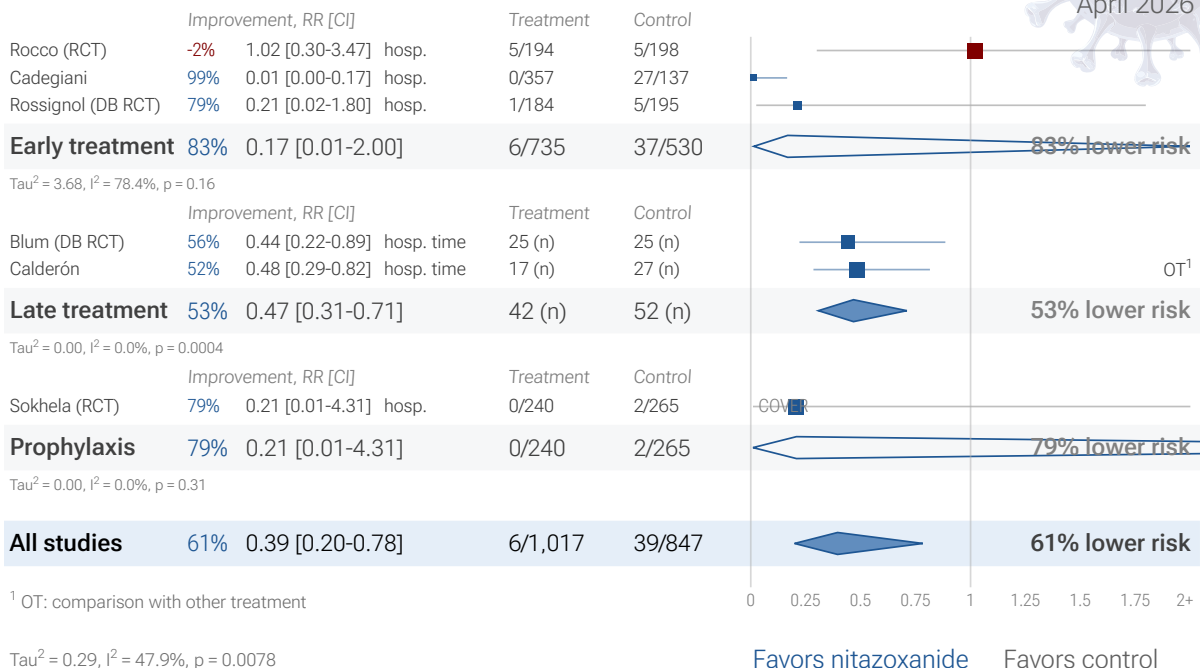 April 2026
Improvement, RR [CI] Treatment Control
Rocco (RCT) -2% 1.02 [0.30-3.47] hosp. 5/194 5/198
Cadegiani 99% 0.01 [0.00-0.17] hosp. 0/357 27/137
Rossignol (DB RCT) 79% 0.21 [0.02-1.80] hosp. 1/184 5/195
Early treatment 83% 0.17 [0.01-2.00] 6/735 37/530 83% lower risk
Tau² = 3.68, I² = 78.4%, p = 0.16
Improvement, RR [CI] Treatment Control
Blum (DB RCT) 56% 0.44 [0.22-0.89] hosp. time 25 (n) 25 (n)
Calderón 52% 0.48 [0.29-0.82] hosp. time 17 (n) 27 (n) OT¹
Late treatment 53% 0.47 [0.31-0.71] 42 (n) 52 (n) 53% lower risk
Tau² = 0.00, I² = 0.0%, p = 0.0004
Improvement, RR [CI] Treatment Control
Sokhela (RCT) 79% 0.21 [0.01-4.31] hosp. 0/240 2/265 COVER
Prophylaxis 79% 0.21 [0.01-4.31] 0/240 2/265 79% lower risk
Tau² = 0.00, I² = 0.0%, p = 0.31
All studies 61% 0.39 [0.20-0.78] 6/1,017 39/847 61% lower risk
0 0.25 0.5 0.75 1 1.25 1.5 1.75 2+
¹ OT: comparison with other treatment
Tau² = 0.29, I² = 47.9%, p = 0.0078
Favors nitazoxanide Favors control